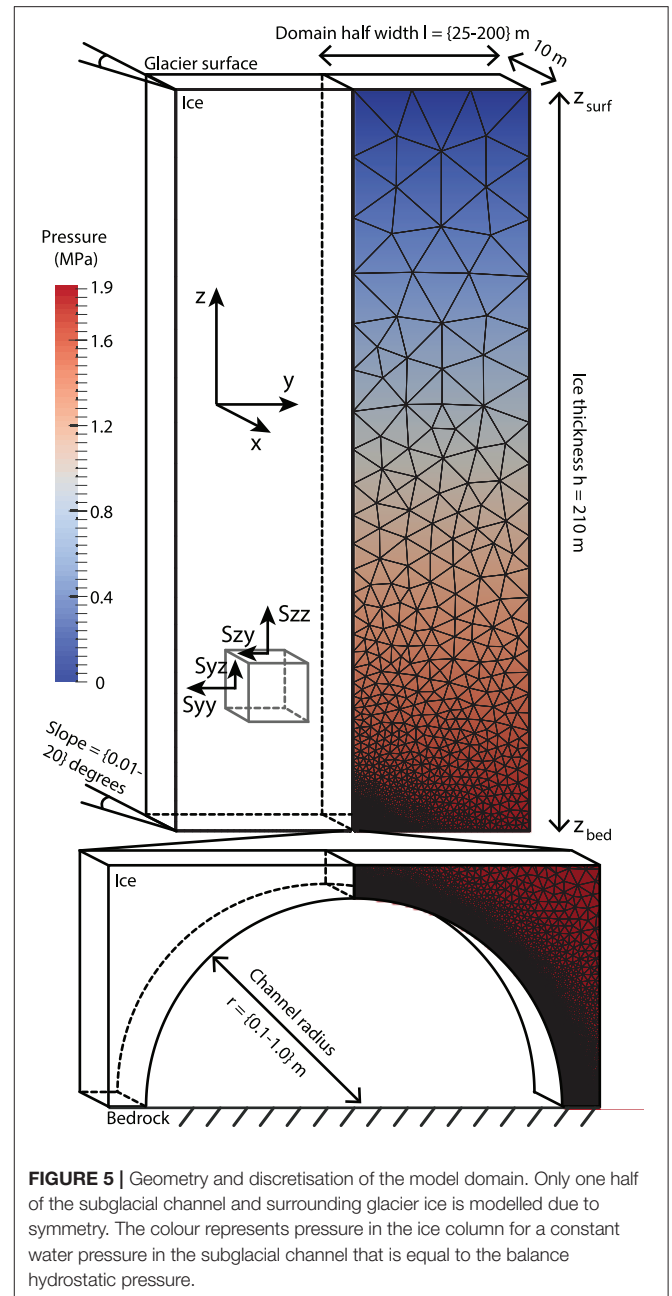 Domain half width l = {25-200} m
10 m
Glacier surface
Ice
z surf
Pressure
(MPa)
1.9
1.6
1.2
0.8
0.4
0
z
y
x
Ice thickness h = 210 m
Szz
Szy
Syz
Syy
Slope = {0.01-
20} degrees
z bed
Ice
Channel radius
r = {0.1-1.0} m
Bedrock
FIGURE 5 | Geometry and discretisation of the model domain. Only one half
of the subglacial channel and surrounding glacier ice is modelled due to
symmetry. The colour represents pressure in the ice column for a constant
water pressure in the subglacial channel that is equal to the balance
hydrostatic pressure.